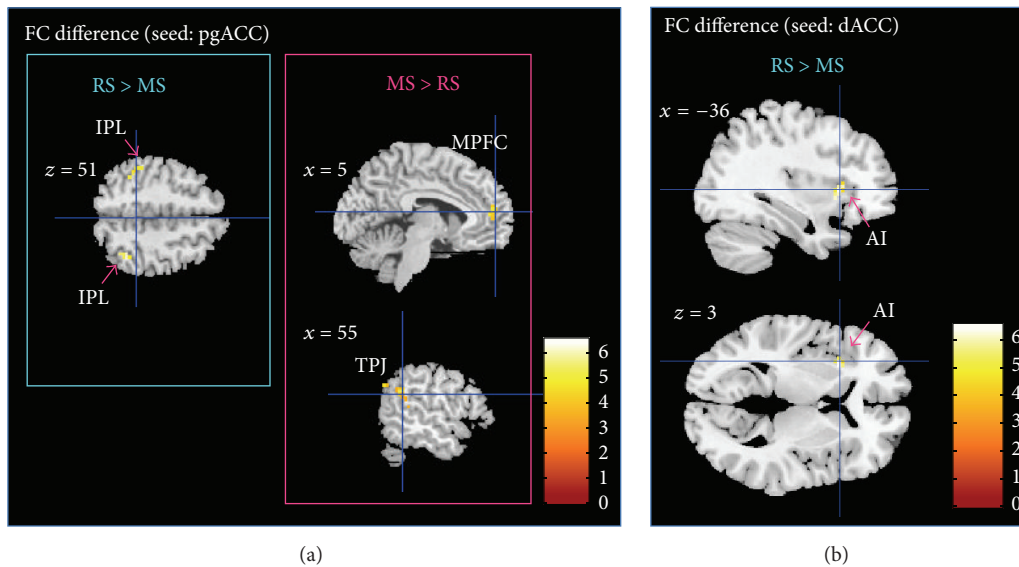 FC difference (seed: pgACC)
RS > MS
IPL
z = 51
IPL
MS > RS
MPFC
x = 5
x = 55
TPJ
6
5
4
3
2
1
0
(a)
FC difference (seed: dACC)
RS > MS
x = −36
AI
z = 3
AI
6
5
4
3
2
1
0
(b)